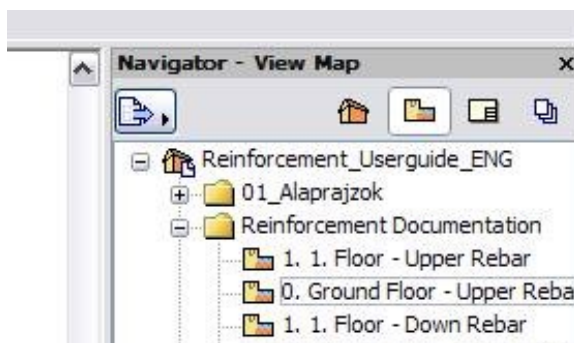 Navigator - View Map
Reinforcement_Userguide_ENG
01_Alaprajzok
Reinforcement Documentation
1. 1. Floor - Upper Rebar
0. Ground Floor - Upper Reba
1. 1. Floor - Down Rebar